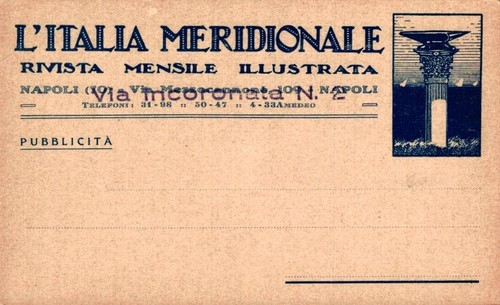 L'ITALIA MERIDIONALE
RIVISTA MENSILE ILLUSTRATA
NAPOLI (10) - Via Mezzocannone, 109 - NAPOLI
Via Incoronata N. 2
TELEFONI: 31-98 :: 50-47 :: 4-33 AMEDEO
PUBBLICITÀ